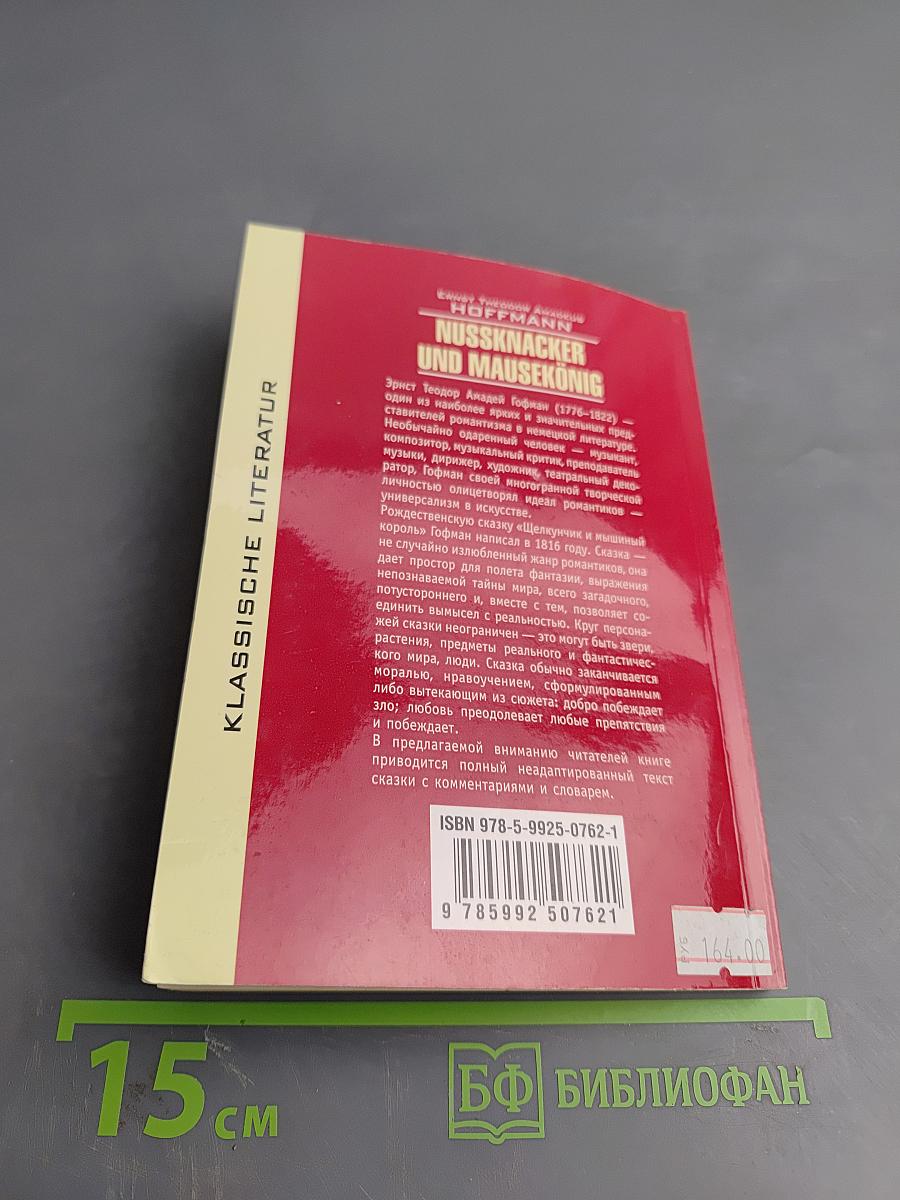 ERNST THEODOR AMADEUS
HOFFMANN
NUSSKNACKER
UND MAUSEKÖNIG
Эрнст Теодор Амадей Гофман (1776–1822) —
один из наиболее ярких и значительных пред-
ставителей романтизма в немецкой литературе.
Необычайно одаренный человек — музыкант,
композитор, музыкальный критик, преподаватель
музыки, дирижер, художник, театральный деко-
ратор, Гофман своей многогранной творческой
личностью олицетворял идеал романтиков —
универсализм в искусстве.
Рождественскую сказку «Щелкунчик и мышиный
король» Гофман написал в 1816 году. Сказка —
не случайно излюбленный жанр романтиков, она
дает простор для полета фантазии, выражения
непознаваемой тайны мира, всего загадочного,
потустороннего и, вместе с тем, позволяет со-
единить вымысел с реальностью. Круг персона-
жей сказки неограничен — это могут быть звери,
растения, предметы реального и фантастичес-
кого мира, люди. Сказка обычно заканчивается
моралью, нравоучением, сформулированным
либо вытекающим из сюжета: добро побеждает
зло; любовь преодолевает любые препятствия
и побеждает.
В предлагаемой вниманию читателей книге
приводится полный неадаптированный текст
сказки с комментариями и словарем.
KLASSISCHE LITERATUR
ISBN 978-5-9925-0762-1
9 785992 507621
РУБ 164.00
15 см
БФ БИБЛИОФАН